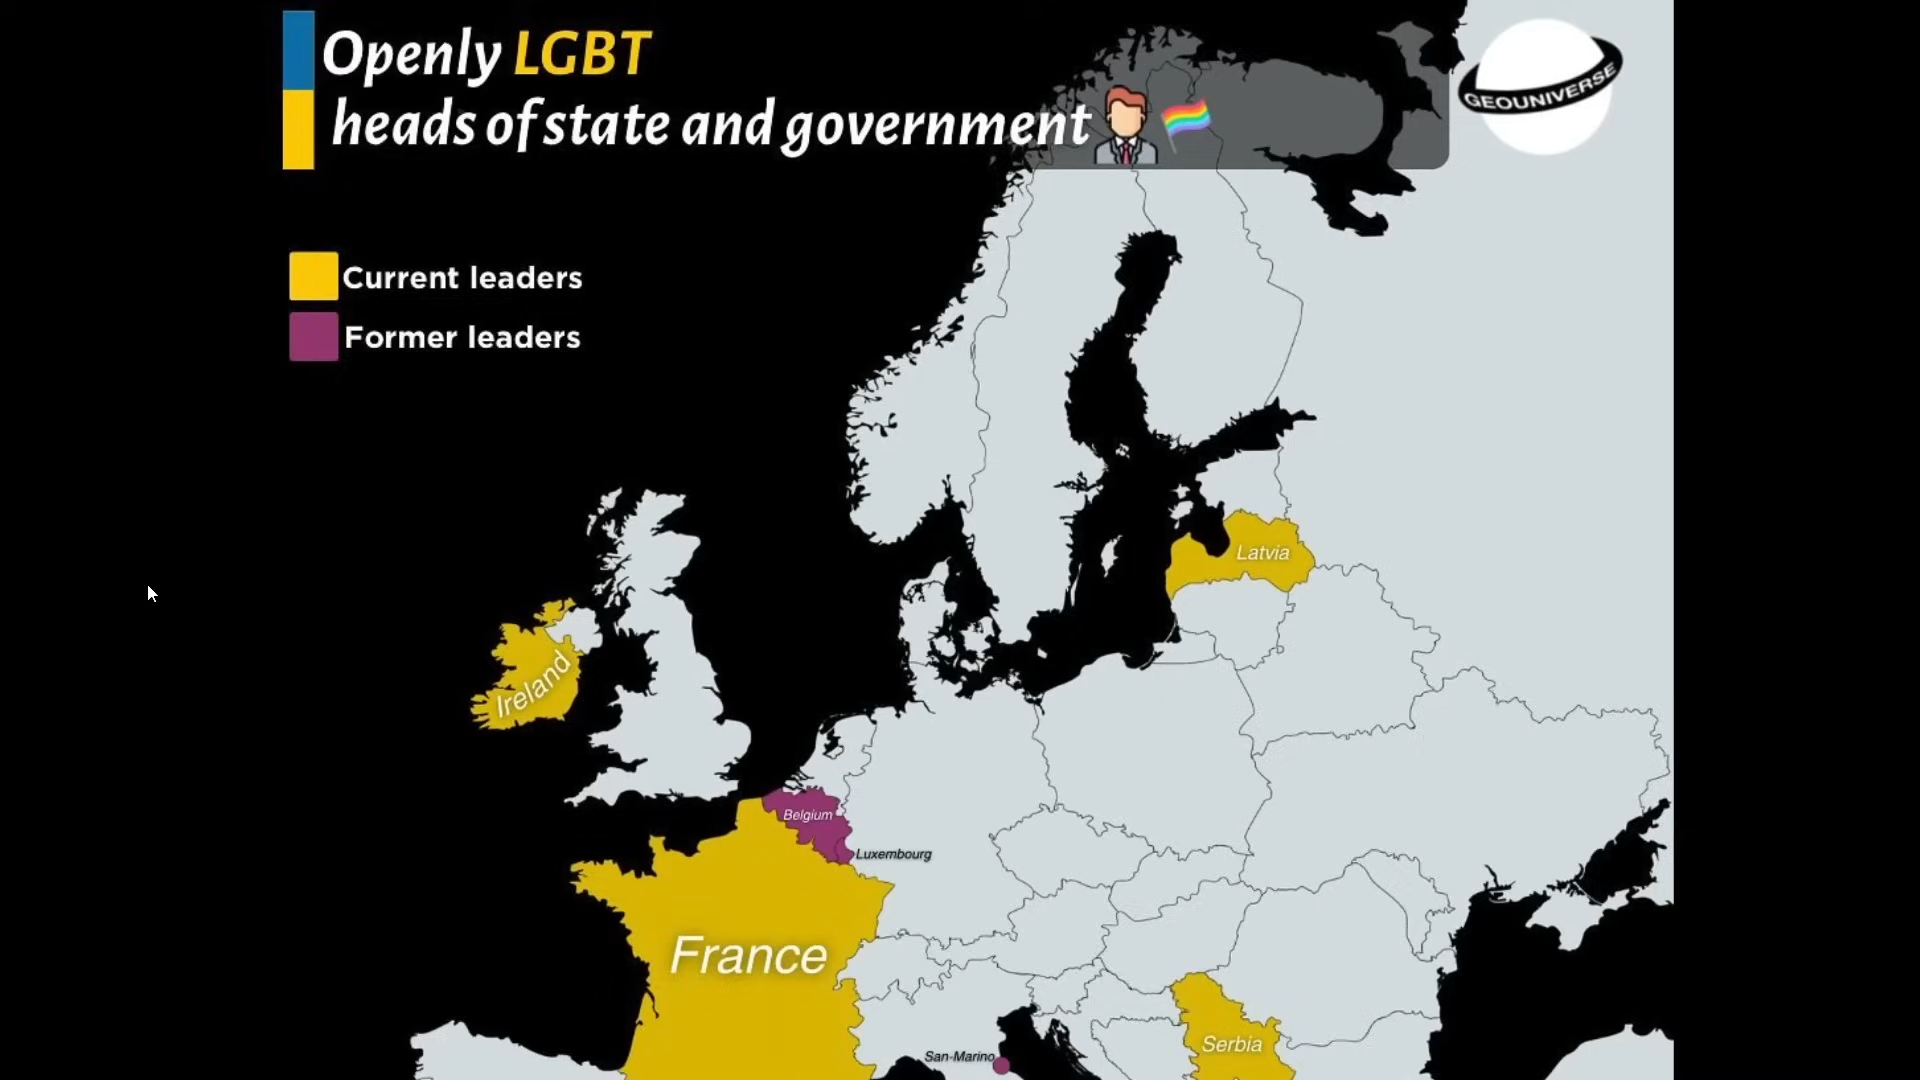 Openly LGBT
heads of state and government
GEOUNIVERSE
Current leaders
Former leaders
Latvia
Ireland
Belgium
Luxembourg
France
Serbia
San-Marino